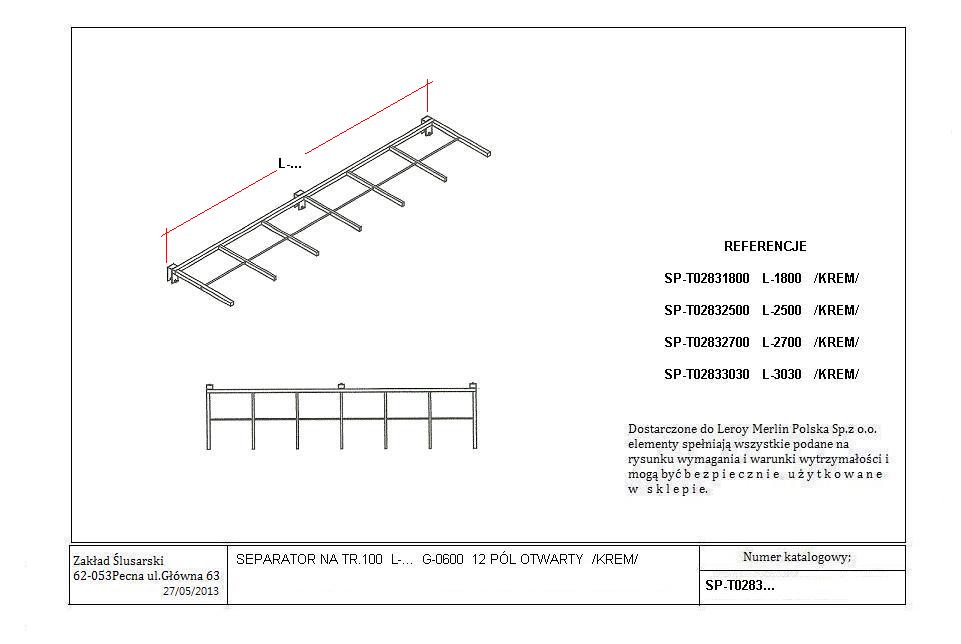 L-...
REFERENCJE
SP-T02831800 L-1800 /KREM/
SP-T02832500 L-2500 /KREM/
SP-T02832700 L-2700 /KREM/
SP-T02833030 L-3030 /KREM/
Dostarczone do Leroy Merlin Polska Sp.z o.o.
elementy spełniają wszystkie podane na
rysunku wymagania i warunki wytrzymałości i
mogą być b e z p i e c z n i e u ż y t k o w a n e
w s k l e p i e.
Zakład Ślusarski
62-053Pecna ul.Główna 63
27/05/2013
SEPARATOR NA TR.100 L-... G-0600 12 PÓL OTWARTY /KREM/
Numer katalogowy;
SP-T0283...